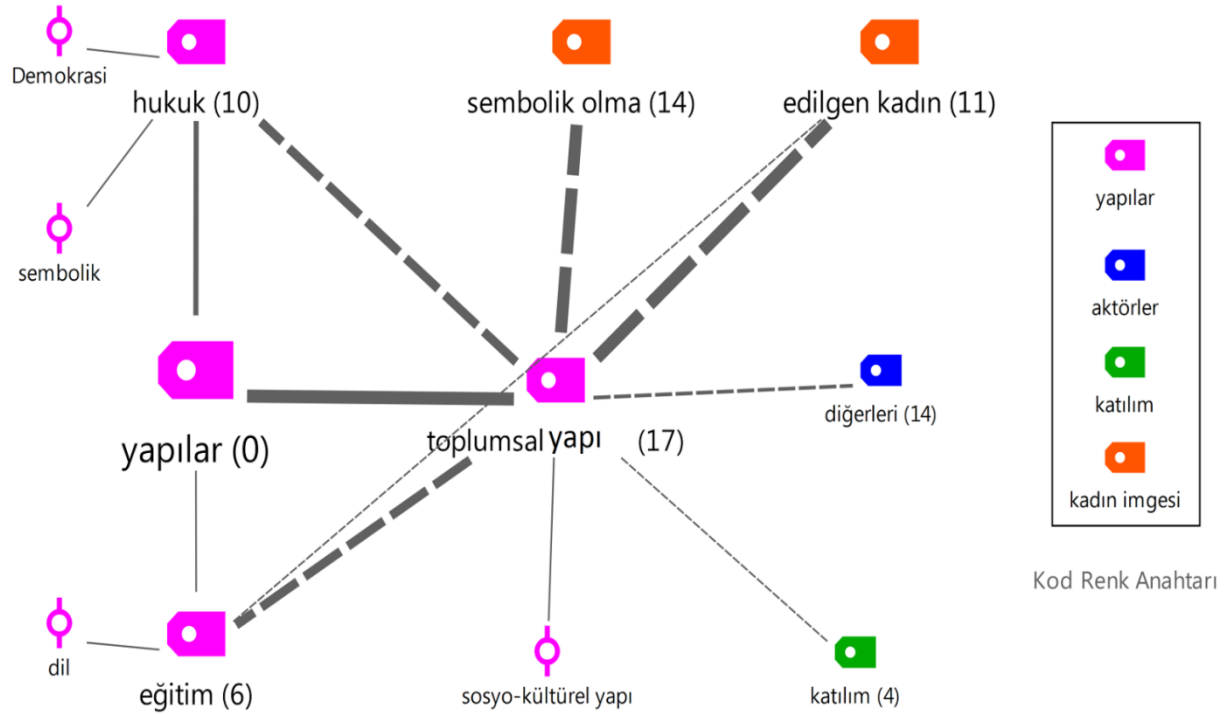 Demokrasi
hukuk (10)
sembolik olma (14)
edilgen kadın (11)
sembolik
yapılar (0)
toplumsal yapı (17)
diğerleri (14)
dil
eğitim (6)
sosyo-kültürel yapı
katılım (4)
yapılar
aktörler
katılım
kadın imgesi
Kod Renk Anahtarı